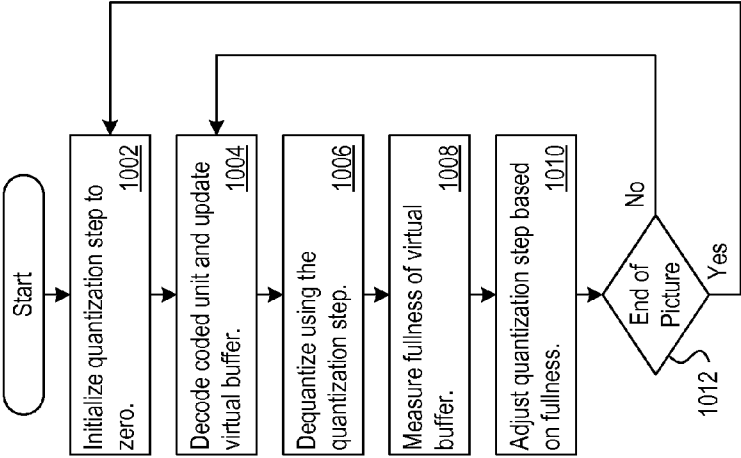 Start
Initialize quantization step to
zero.
1002
Decode coded unit and update
virtual buffer.
1004
Dequantize using the
quantization step.
1006
Measure fullness of virtual
buffer.
1008
Adjust quantization step based
on fullness.
1010
End of
Picture
No
Yes
1012